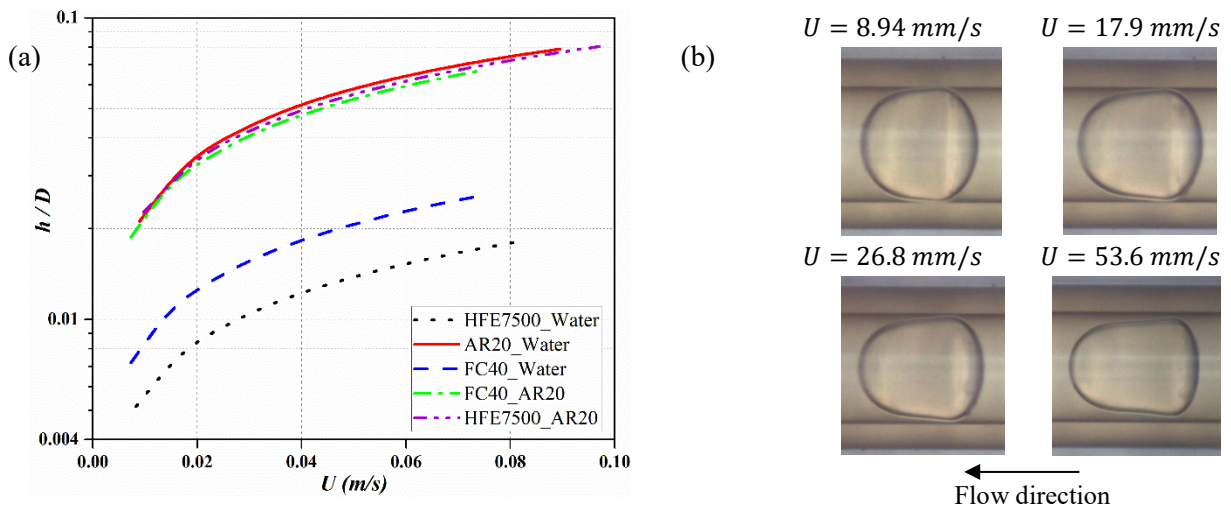 (a)
0.1
0.01
0.004
h / D
0.00
0.02
0.04
0.06
0.08
0.10
U (m/s)
HFE7500_Water
AR20_Water
FC40_Water
FC40_AR20
HFE7500_AR20
(b)
U = 8.94 mm/s
U = 17.9 mm/s
U = 26.8 mm/s
U = 53.6 mm/s
Flow direction